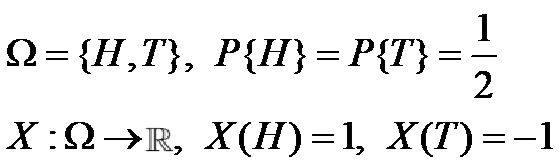 Ω = {H, T}, P{H} = P{T} = 1/2
X : Ω → ℝ, X(H) = 1, X(T) = −1